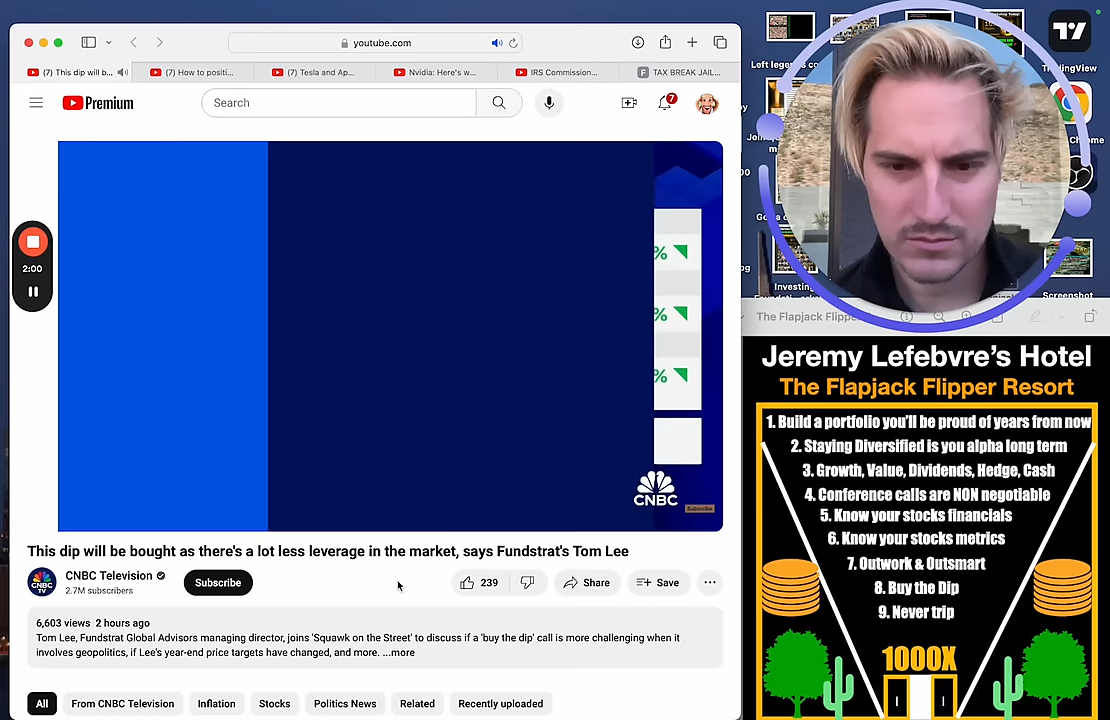 youtube.com
(7) This dip will b...
(7) How to positi...
(7) Tesla and Ap...
Nvidia: Here's w...
IRS Commission...
TAX BREAK JAIL...
Premium
Search
7
2:00
%
%
%
CNBC
Subscribe
This dip will be bought as there's a lot less leverage in the market, says Fundstrat's Tom Lee
CNBC Television
2.7M subscribers
Subscribe
239
Share
Save
6,603 views 2 hours ago
Tom Lee, Fundstrat Global Advisors managing director, joins 'Squawk on the Street' to discuss if a 'buy the dip' call is more challenging when it
involves geopolitics, if Lee's year-end price targets have changed, and more. ...more
All
From CNBC Television
Inflation
Stocks
Politics News
Related
Recently uploaded
Left legends
TradingView
Screenshot
Investing
The Flapjack Flippe
Jeremy Lefebvre's Hotel
The Flapjack Flipper Resort
1. Build a portfolio you'll be proud of years from now
2. Staying Diversified is you alpha long term
3. Growth, Value, Dividends, Hedge, Cash
4. Conference calls are NON negotiable
5. Know your stocks financials
6. Know your stocks metrics
7. Outwork & Outsmart
8. Buy the Dip
9. Never trip
1000X